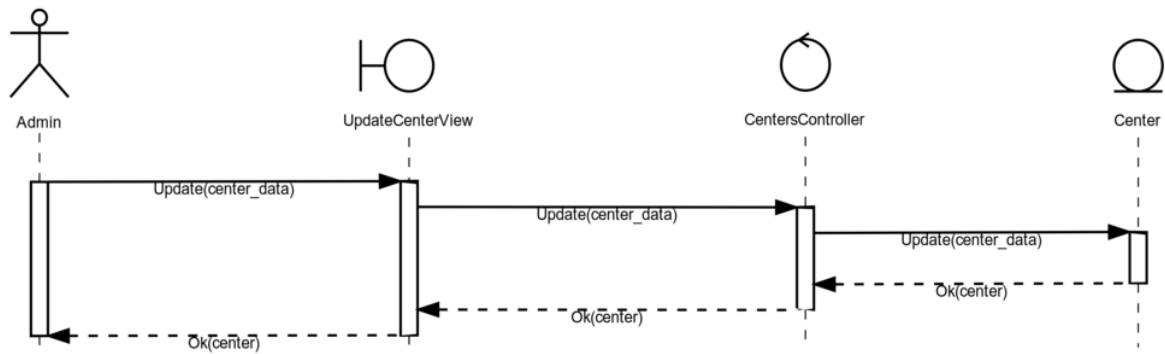 Admin
UpdateCenterView
CentersController
Center
Update(center_data)
Update(center_data)
Update(center_data)
Ok(center)
Ok(center)
Ok(center)